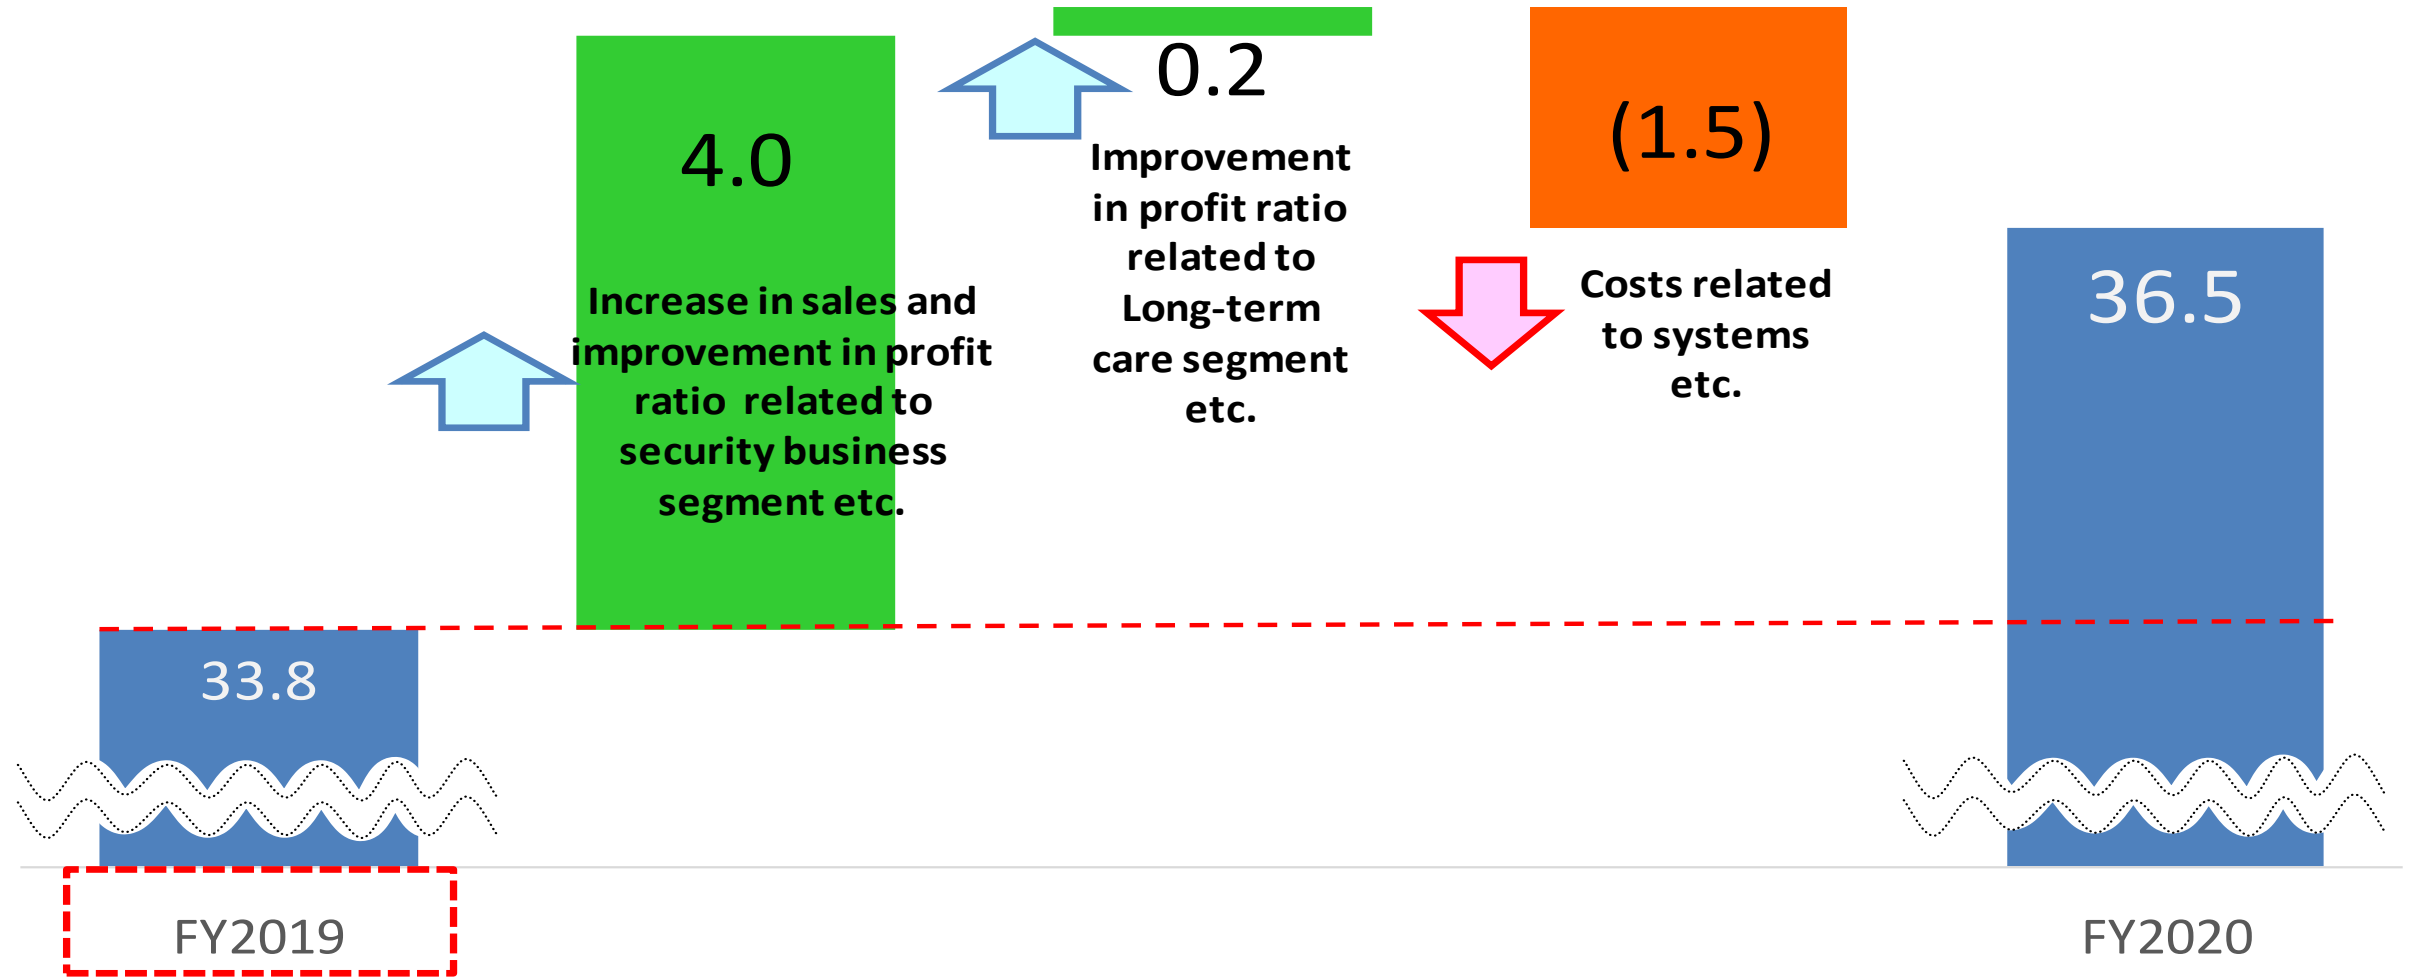 33.8
FY2019
4.0
Increase in sales and
improvement in profit
ratio  related to
security business
segment etc.
0.2
Improvement
in profit ratio
related to
Long-term
care segment
etc.
(1.5)
Costs related
to systems
etc.
36.5
FY2020